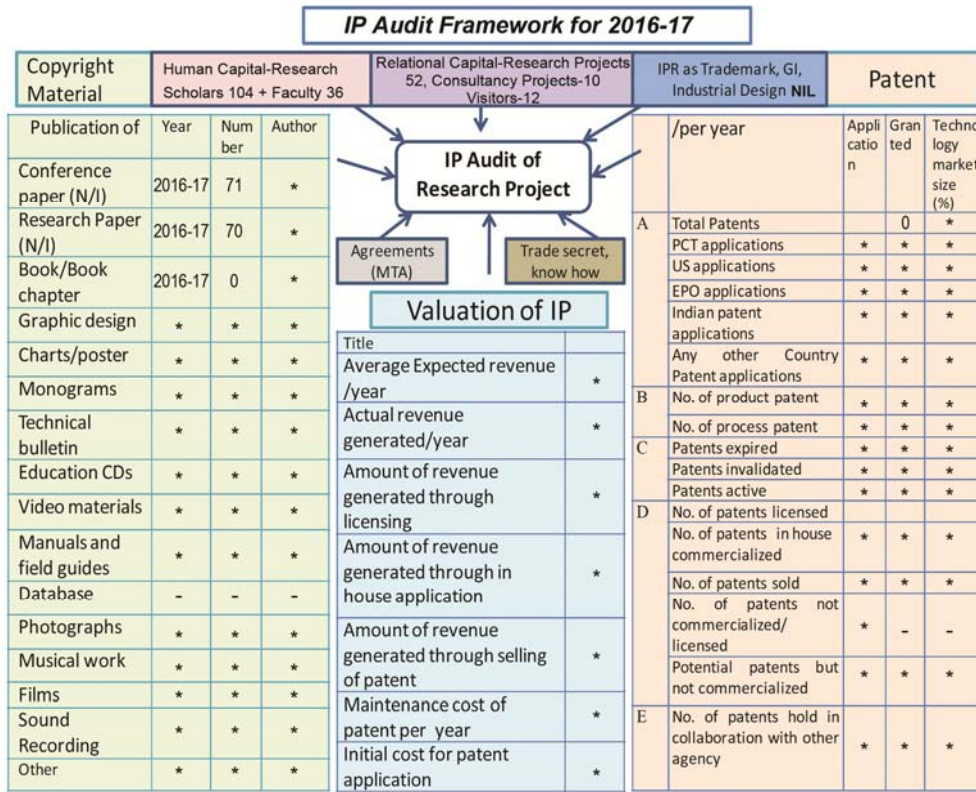 IP Audit Framework for 2016-17
Copyright
Material
Human Capital-Research
Scholars 104 + Faculty 36
Relational Capital-Research Projects
52, Consultancy Projects-10
Visitors-12
IPR as Trademark, GI,
Industrial Design NIL
Patent
Publication of Year Num Author
ber
Conference
paper (N/I) 2016-17 71 *
Research Paper
(N/I) 2016-17 70 *
Book/Book
chapter 2016-17 0 *
Graphic design * * *
Charts/poster * * *
Monograms * * *
Technical
bulletin * * *
Education CDs * * *
Video materials * * *
Manuals and
field guides * * *
Database - - -
Photographs * * *
Musical work * * *
Films * * *
Sound
Recording * * *
Other * * *
IP Audit of
Research Project
Agreements
(MTA)
Trade secret,
know how
Valuation of IP
Title
Average Expected revenue
/year *
Actual revenue
generated/year *
Amount of revenue
generated through
licensing *
Amount of revenue
generated through in
house application *
Amount of revenue
generated through selling
of patent *
Maintenance cost of
patent per year *
Initial cost for patent
application *
/per year Appli Gran Techno
catio ted logy
n market
size
(%)
A Total Patents 0 *
PCT applications * * *
US applications * * *
EPO applications * * *
Indian patent
applications * * *
Any other Country
Patent applications * * *
B No. of product patent * * *
No. of process patent * * *
C Patents expired * * *
Patents invalidated * * *
Patents active * * *
D No. of patents licensed
No. of patents in house
commercialized * * *
No. of patents sold * * *
No. of patents not
commercialized/
licensed * - -
Potential patents but
not commercialized * * *
E No. of patents hold in
collaboration with other
agency * * *